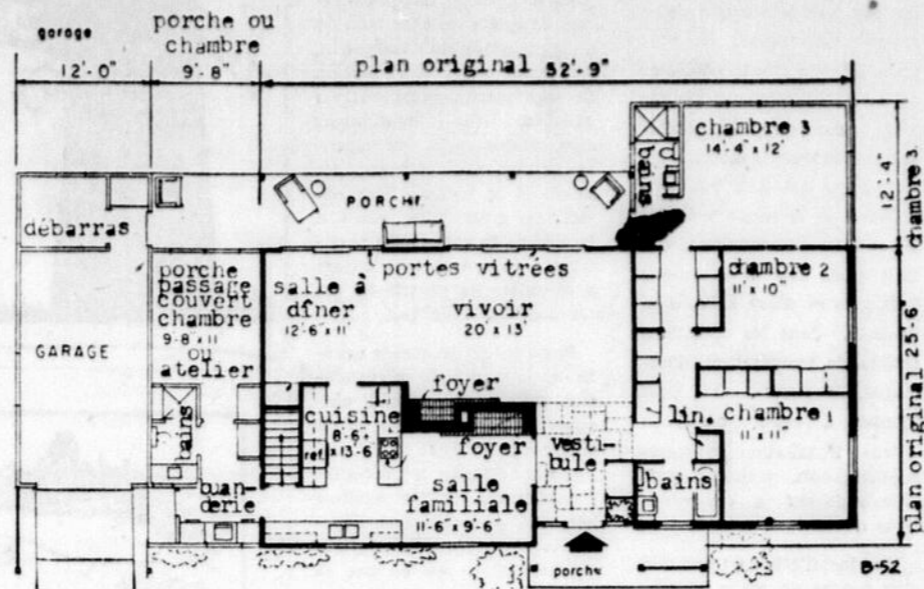 garage
porche ou
chambre
12'-0"
9'-8"
plan original 52'-9"
chambre 3
14'-4" x 12'
bains
12'-4"
chambre 3
PORCHE
débarras
portes vitrées
porche
passage
couvert
chambre
9-8" x 11
ou
atelier
salle à
dîner
12'-6" x 11'
vivoir
20' x 13'
chambre 2
11' x 10"
GARAGE
foyer
cuisine
8'-6"
x 13-6
ref.
foyer
vesti-
bule
lin.
chambre 1
11' x 11'
bains
bains
plan original 25'-6"
buan-
derie
salle
familiale
11'-6" x 9'-6"
porche
B-52